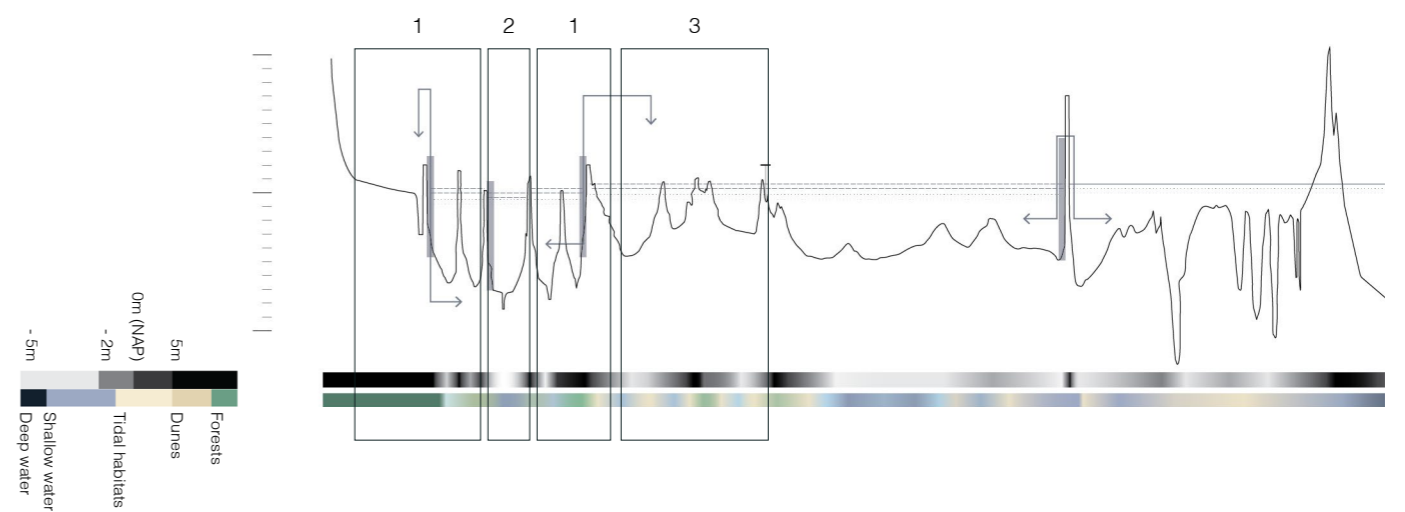 1
2
1
3
- 5m
- 2m
0m (NAP)
5m
Deep water
Shallow water
Tidal habitats
Dunes
Forests